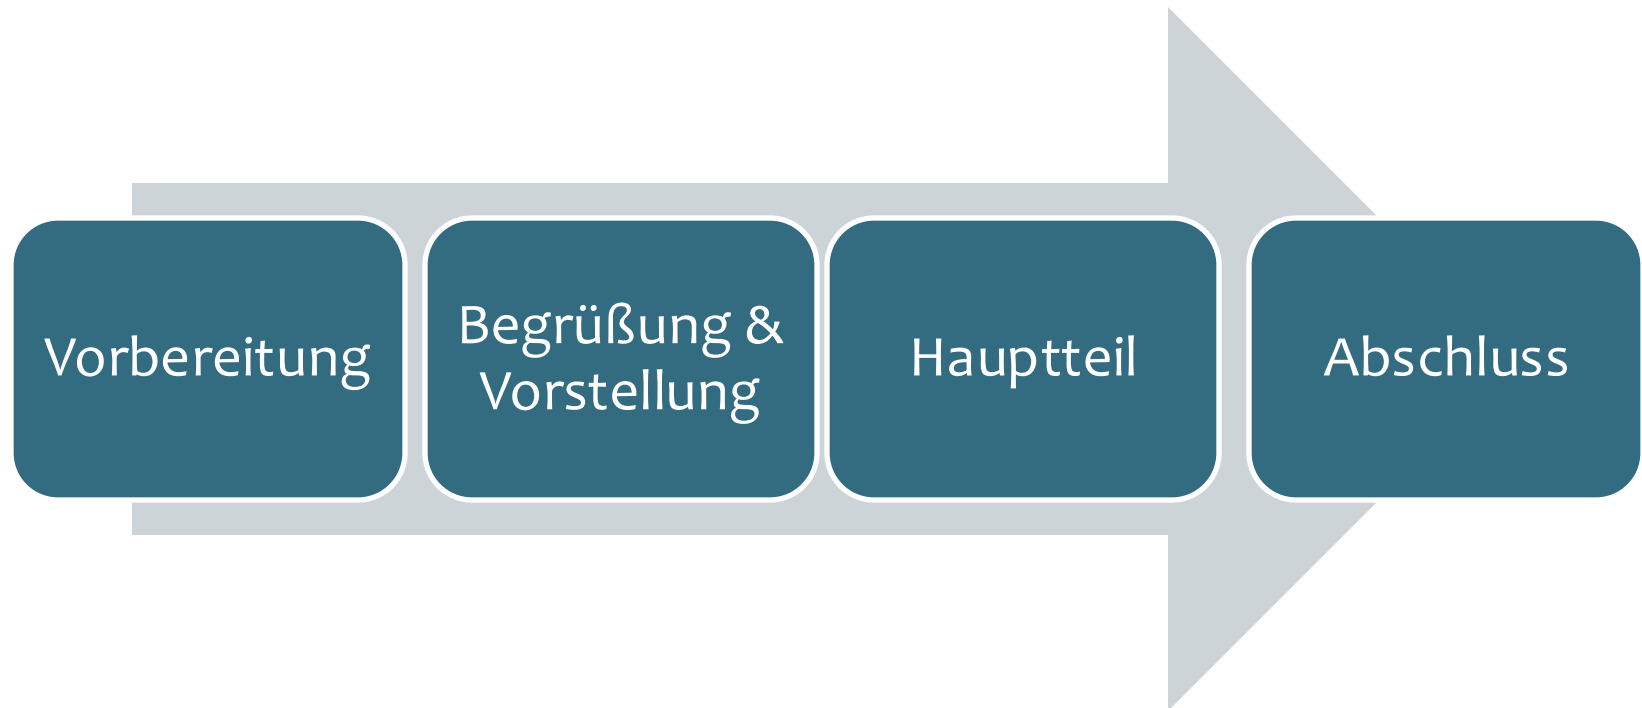 Vorbereitung
Begrüßung &
Vorstellung
Hauptteil
Abschluss